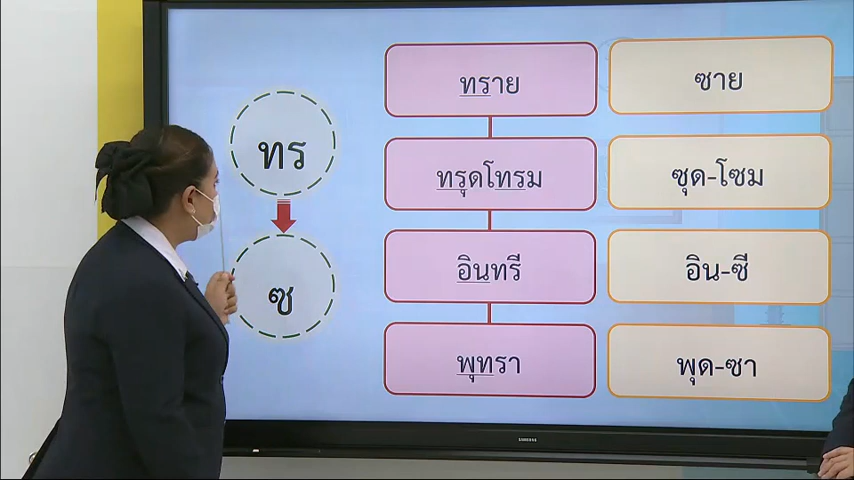 ทร
ซ
ทราย
ซาย
ทรุดโทรม
ซุด-โซม
อินทรี
อิน-ซี
พุทรา
พุด-ซา
SAMSUNG